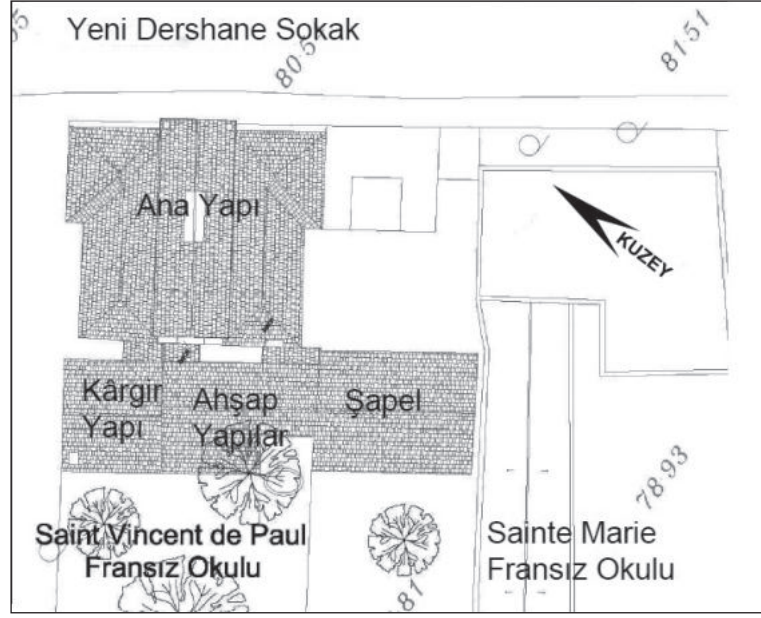 Yeni Dershane Sokak
80.5
81.51
Ana Yapı
KUZEY
Kârgir
Yapı
Ahşap
Yapılar
Şapel
78.93
Saint Vincent de Paul
Fransız Okulu
Sainte Marie
Fransız Okulu
81